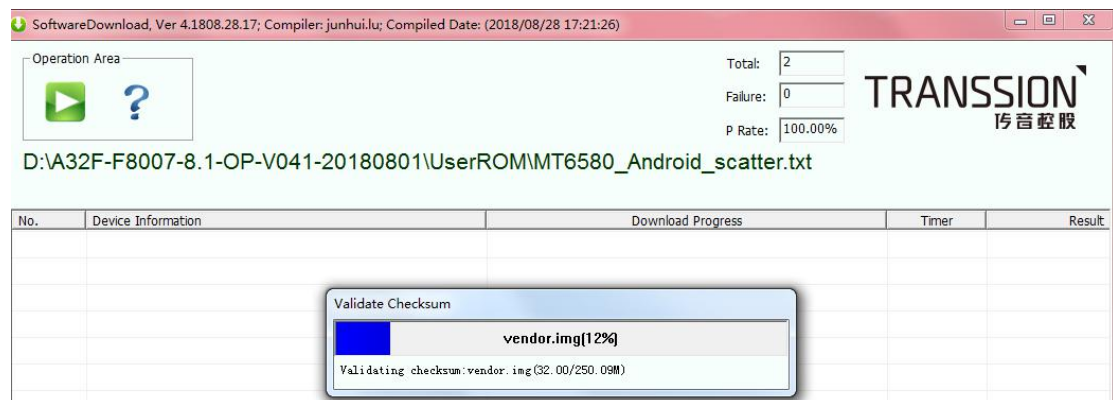 SoftwareDownload, Ver 4.1808.28.17; Compiler: junhui.lu; Compiled Date: (2018/08/28 17:21:26)
Operation Area
Total: 2
Failure: 0
P Rate: 100.00%
TRANSSION
传音控股
D:\A32F-F8007-8.1-OP-V041-20180801\UserROM\MT6580_Android_scatter.txt
No. Device Information Download Progress Timer Result
Validate Checksum
vendor.img(12%)
Validating checksum:vendor.img(32.00/250.09M)